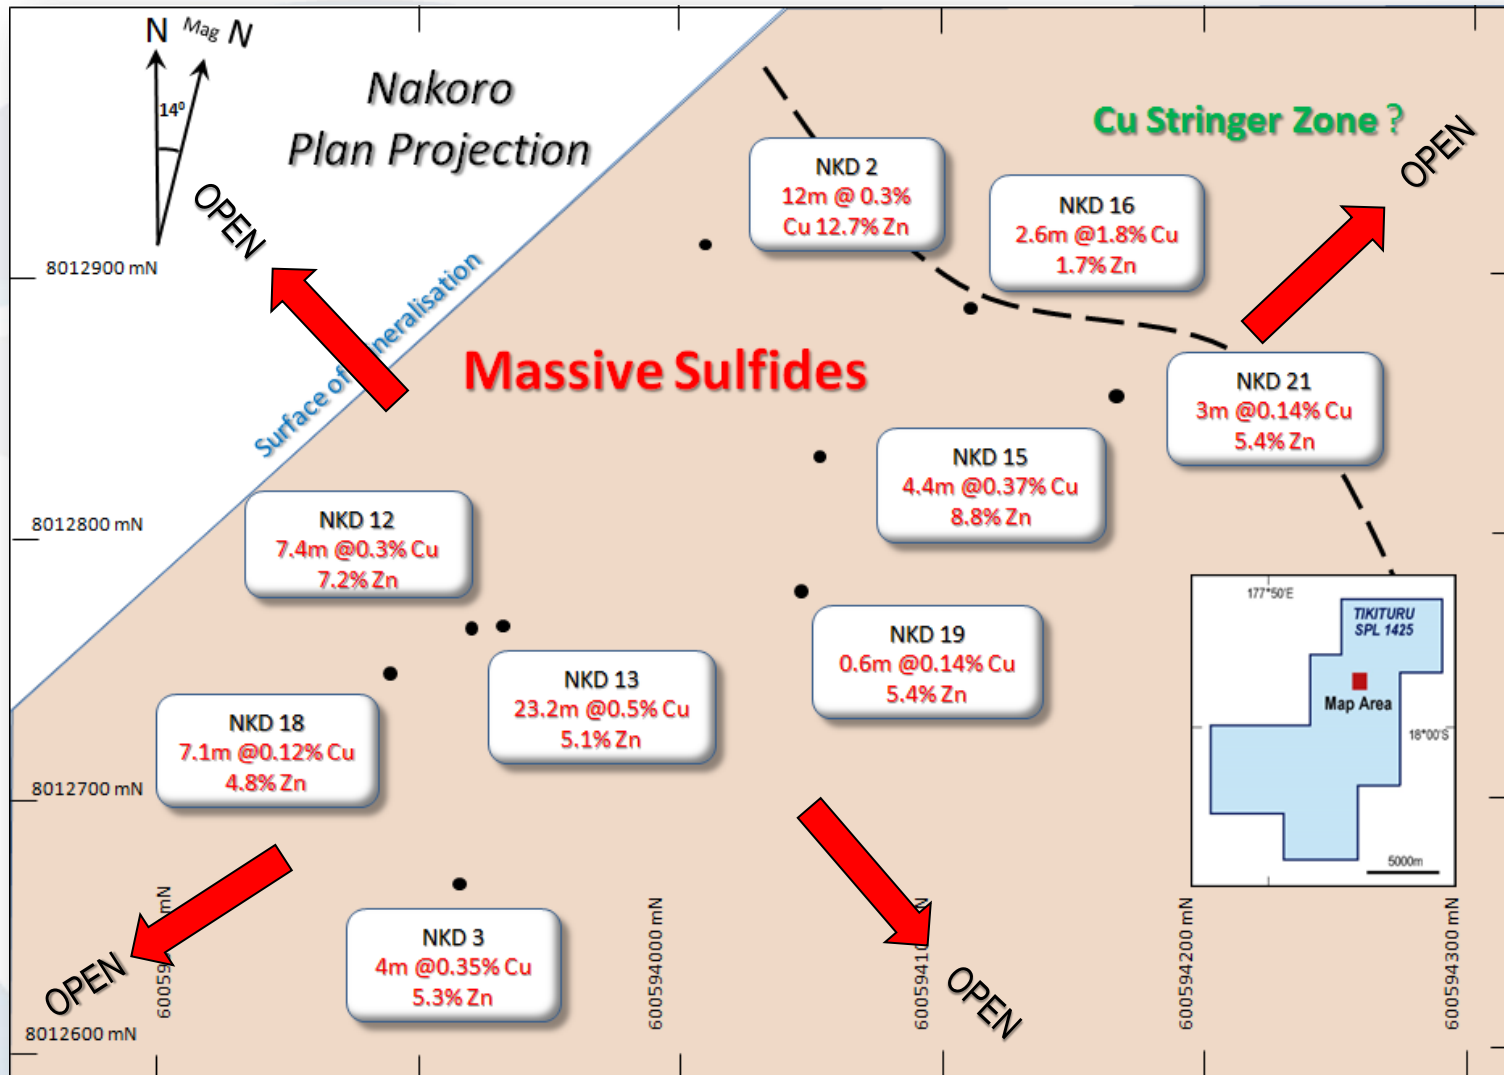 N
Mag N
14⁰
Nakoro
Plan Projection
OPEN
Cu Stringer Zone ?
OPEN
NKD 2
12m @ 0.3%
Cu 12.7% Zn
NKD 16
2.6m @1.8% Cu
1.7% Zn
8012900 mN
Surface of
Massive Sulfides
NKD 21
3m @0.14% Cu
5.4% Zn
NKD 15
4.4m @0.37% Cu
8.8% Zn
NKD 12
7.4m @0.3% Cu
7.2% Zn
8012800 mN
NKD 19
0.6m @0.14% Cu
5.4% Zn
NKD 13
23.2m @0.5% Cu
5.1% Zn
NKD 18
7.1m @0.12% Cu
4.8% Zn
8012700 mN
177°50'E
TIKITURU
SPL 1425
Map Area
18°00'S
5000m
NKD 3
4m @0.35% Cu
5.3% Zn
OPEN
OPEN
600594000 mN
600594200 mN
600594300 mN
8012600 mN